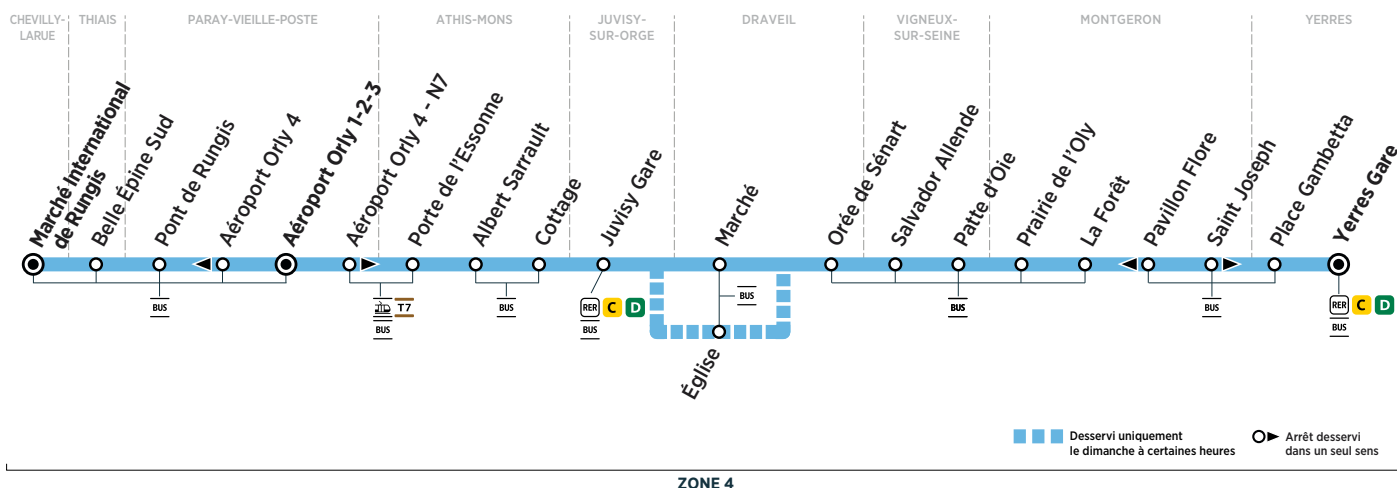 CHEVILLY-
LARUE
THIAIS
PARAY-VIEILLE-POSTE
ATHIS-MONS
JUVISY-
SUR-ORGE
DRAVEIL
VIGNEUX-
SUR-SEINE
MONTGERON
YERRES
Marché International
de Rungis
Belle Épine Sud
Pont de Rungis
Aéroport Orly 4
Aéroport Orly 1-2-3
Aéroport Orly 4 - N7
Porte de l'Essonne
Albert Sarrault
Cottage
Juvisy Gare
Marché
Orée de Sénart
Salvador Allende
Patte d'Oie
Prairie de l'Oly
La Forêt
Pavillon Flore
Saint Joseph
Place Gambetta
Yerres Gare
BUS
T7
BUS
BUS
RER C D
BUS
BUS
Église
BUS
BUS
RER C D
BUS
Desservi uniquement
le dimanche à certaines heures
Arrêt desservi
dans un seul sens
ZONE 4